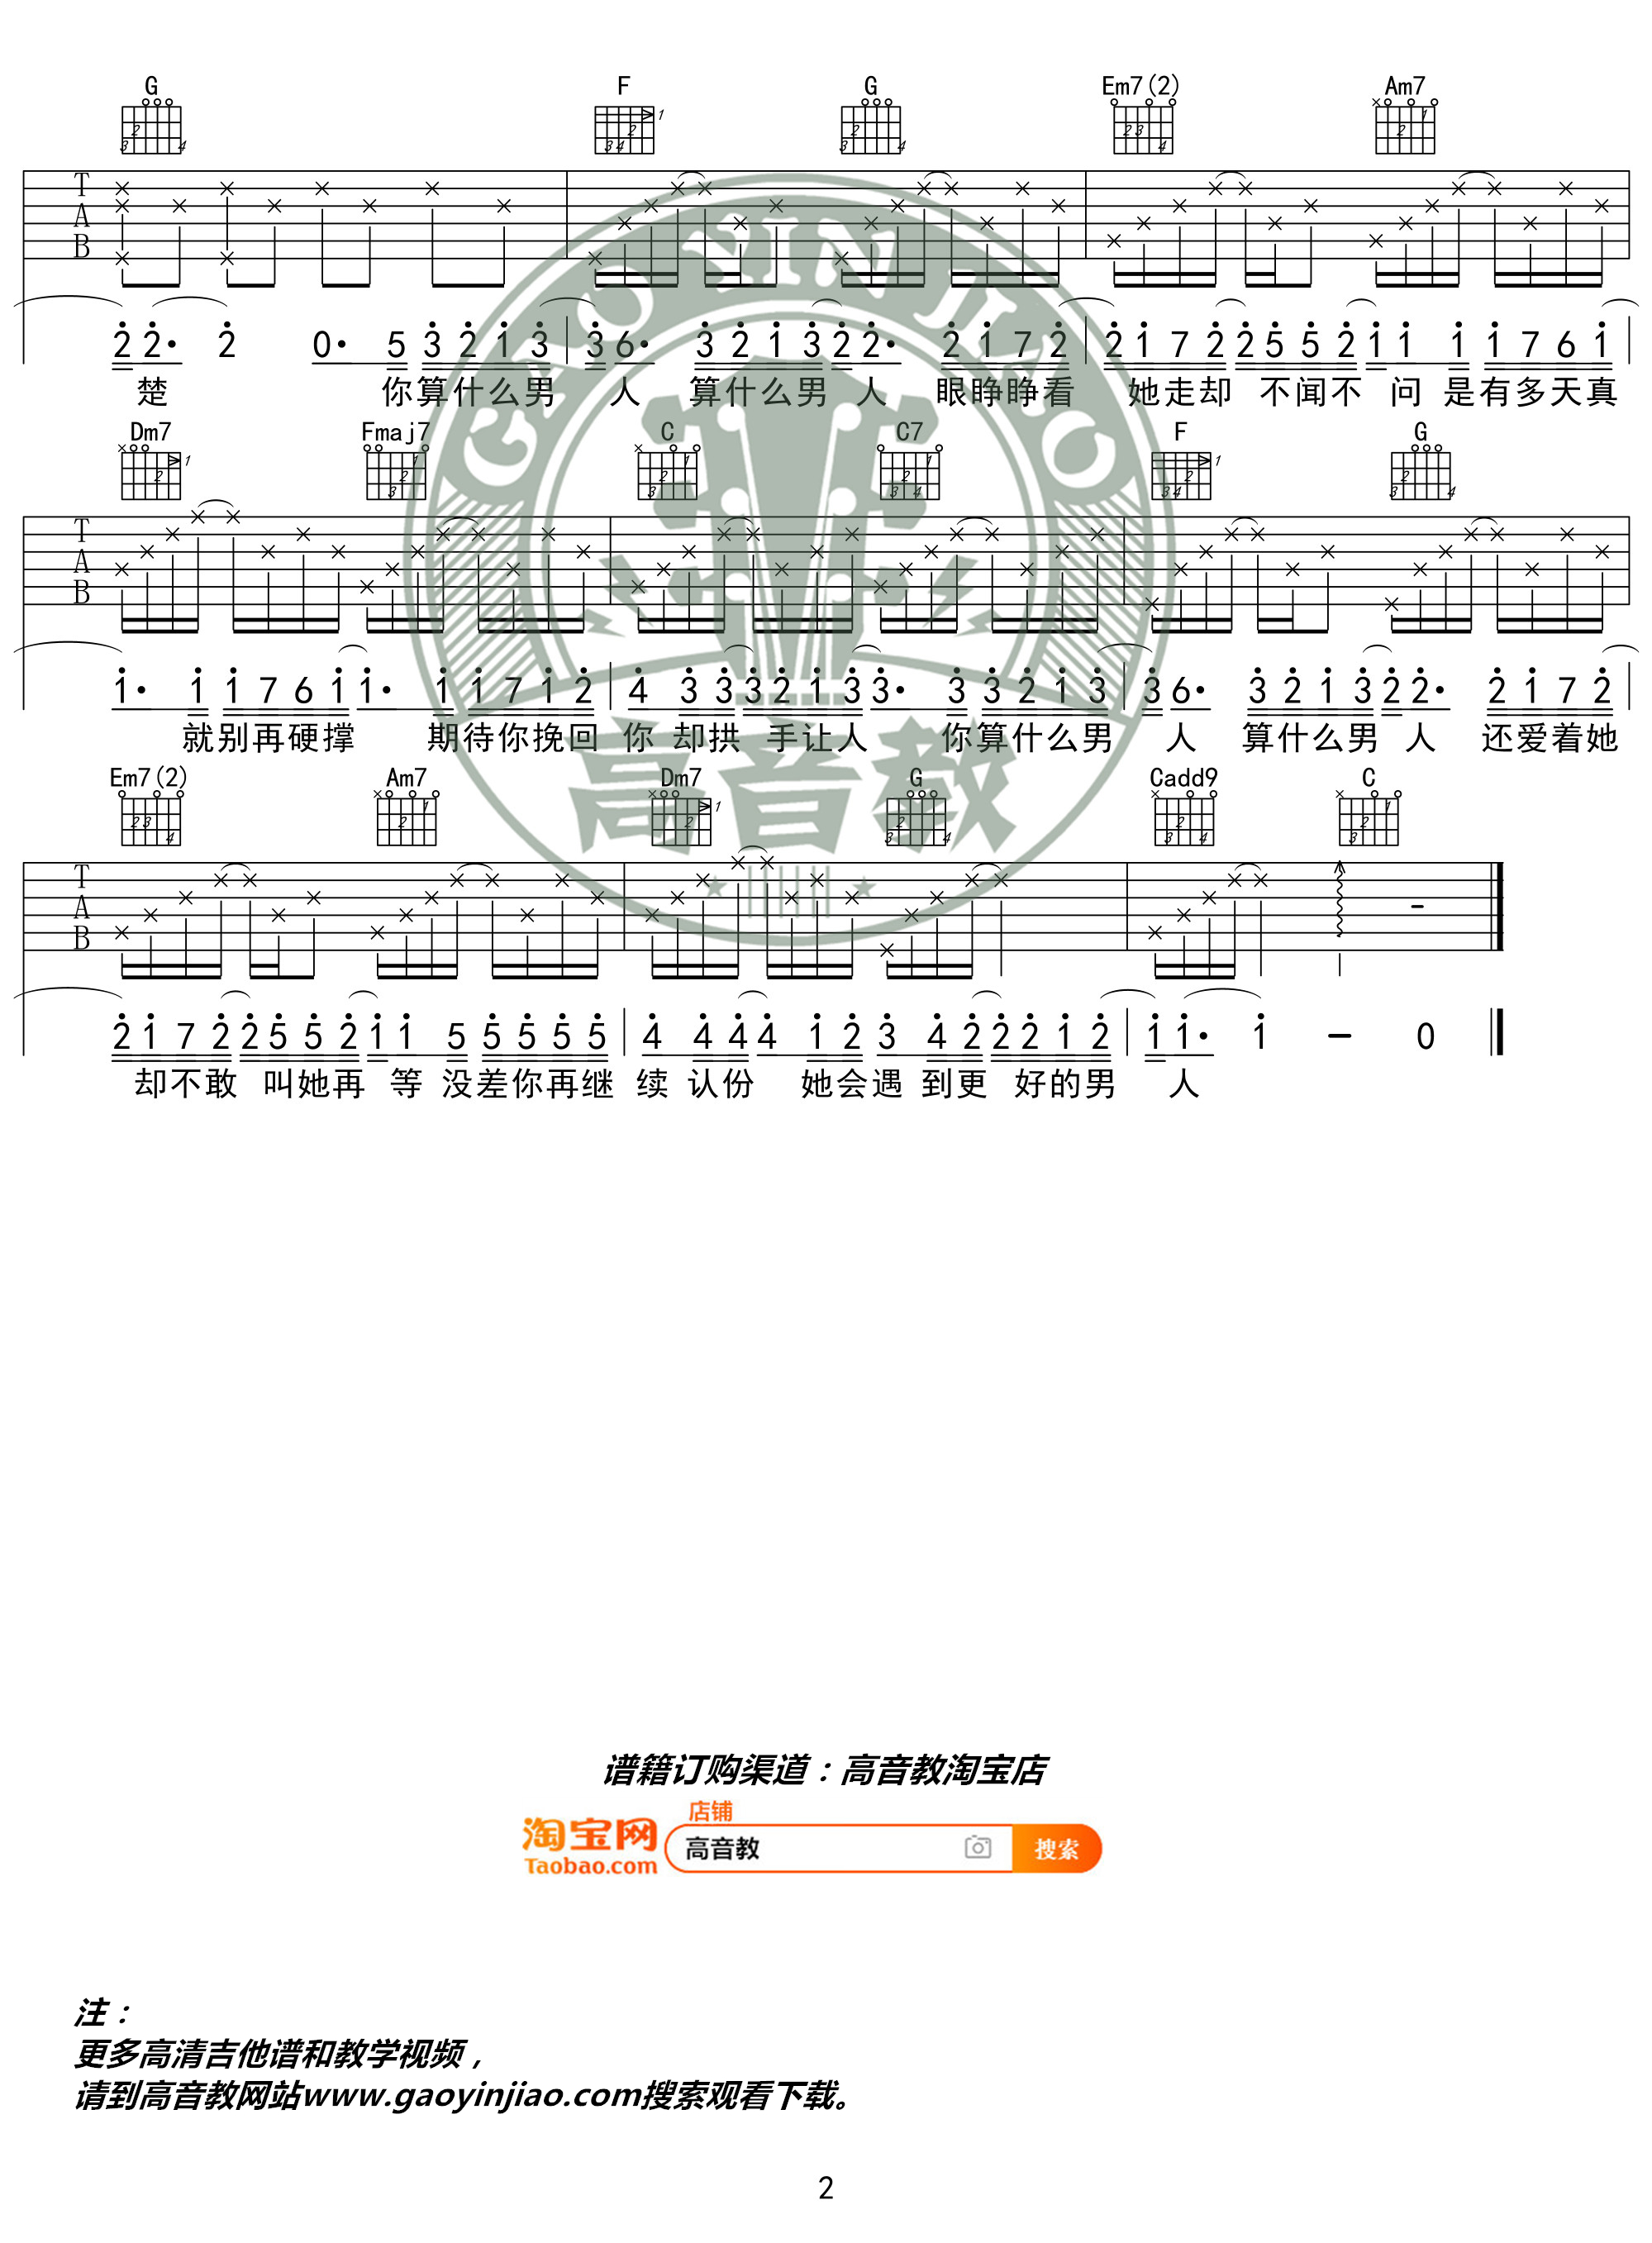 G F G Em7(2) Am7
T
A
B
GAO YIN JIAO
2 2· 2 0· 5 3 2 1 3 3 6· 3 2 1 3 2 2· 2 1 7 2 2 1 7 2 2 5 5 2 1 1 1 1 7 6 1
楚 你算什么男 人 算什么男 人 眼睁睁看 她走却 不闻不 问 是有多天真
Dm7 Fmaj7 C C7 F G
T
A
B
1· 1 1 7 6 1 1· 1 1 7 1 2 4 3 3 3 2 1 3 3· 3 3 2 1 3 3 6· 3 2 1 3 2 2· 2 1 7 2
就别再硬撑 期待你挽回 你 却拱 手让人 你算什么男 人 算什么男 人 还爱着她
高音教
Em7(2) Am7 Dm7 G Cadd9 C
T
A
B
2 1 7 2 2 5 5 2 1 1 5 5 5 5 5 4 4 4 4 1 2 3 4 2 2 2 1 2 1 1· 1 – 0
却不敢 叫她再 等 没差你再继 续 认份 她会遇 到更 好的男 人
谱籍订购渠道：高音教淘宝店
店铺
淘宝网 高音教 搜索
Taobao.com
注：
更多高清吉他谱和教学视频，
请到高音教网站www.gaoyinjiao.com搜索观看下载。
2